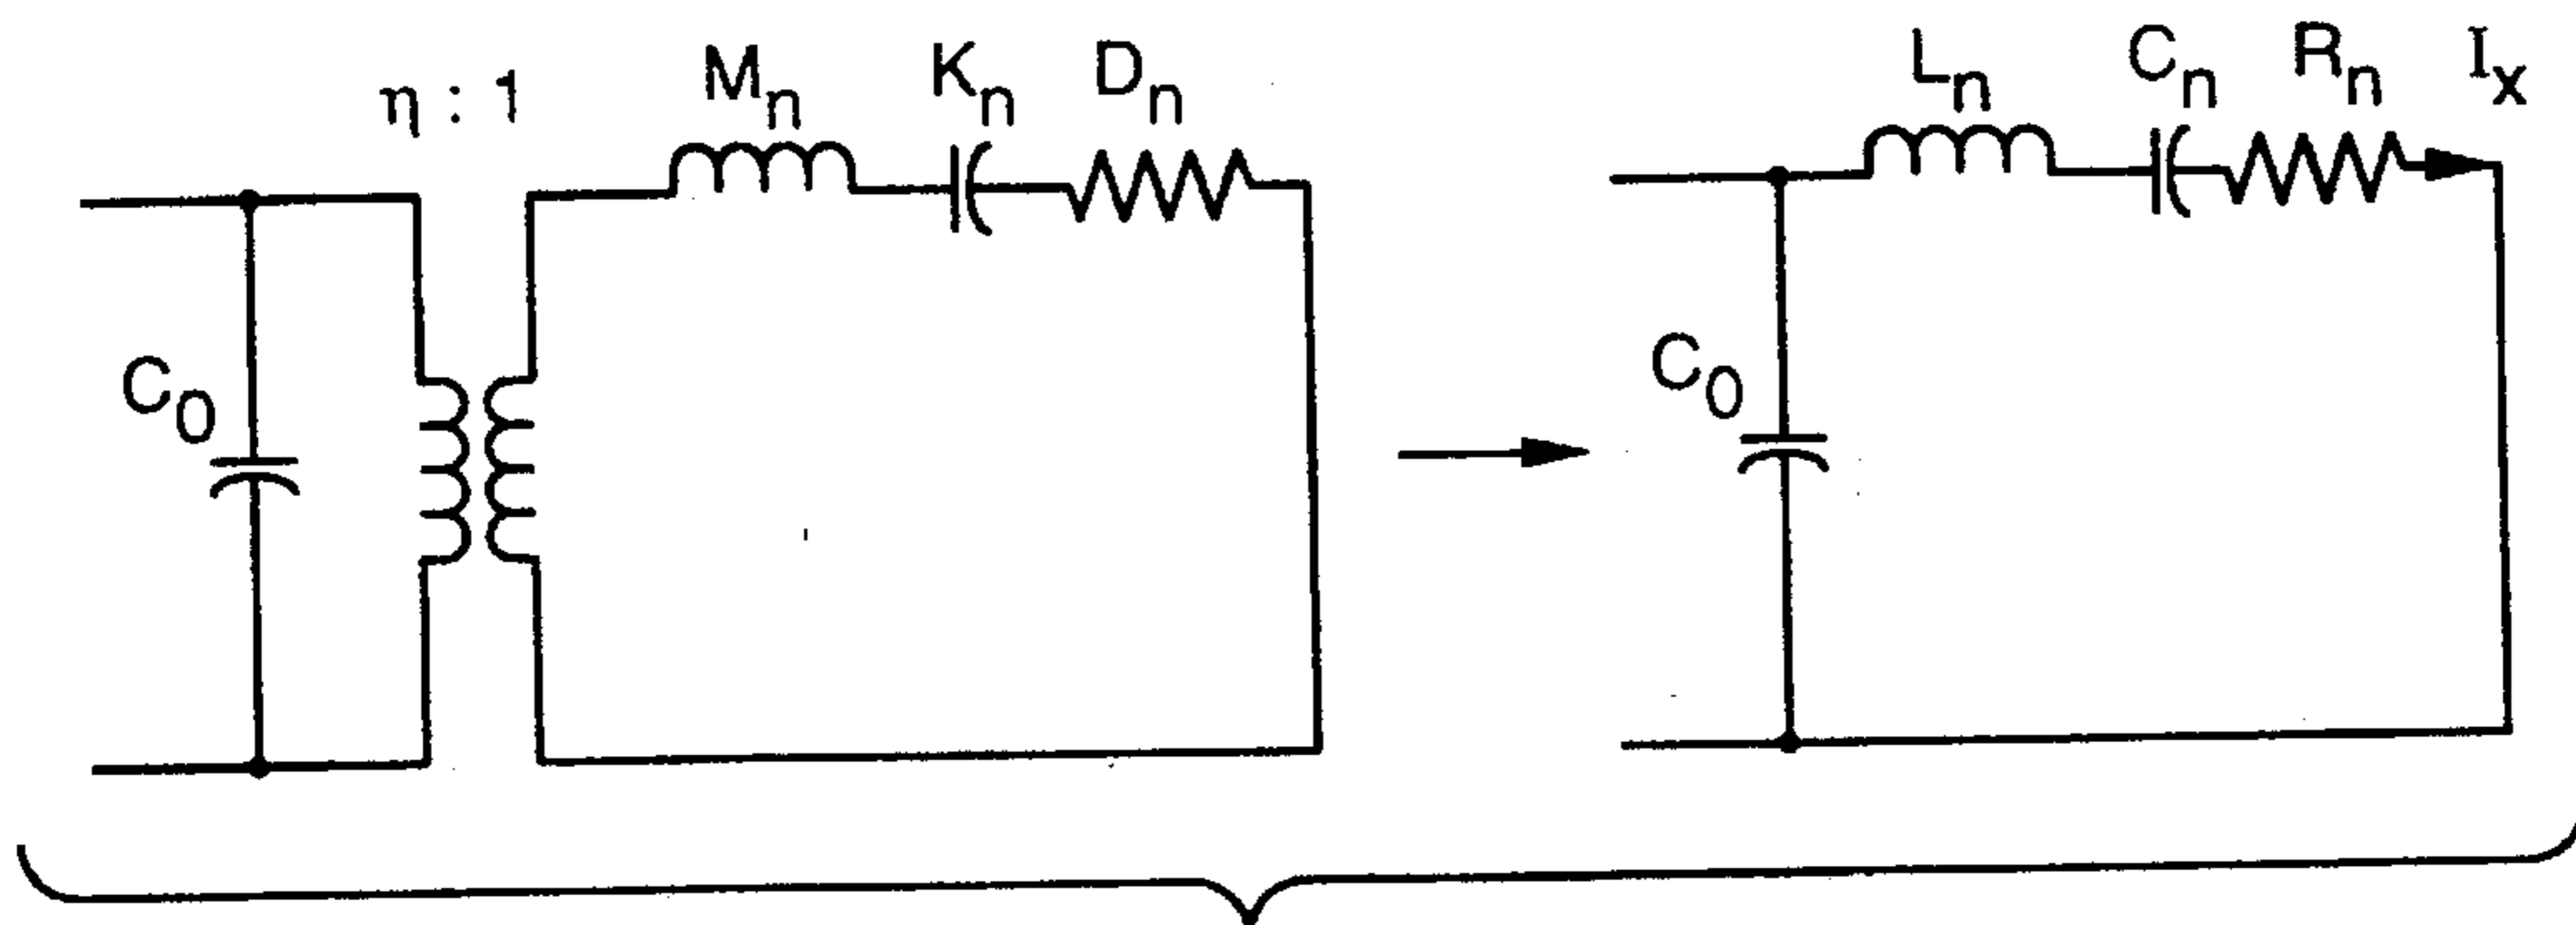 η : 1
Mₙ
Kₙ
Dₙ
C₀
Lₙ
Cₙ
Rₙ
Iₓ
C₀